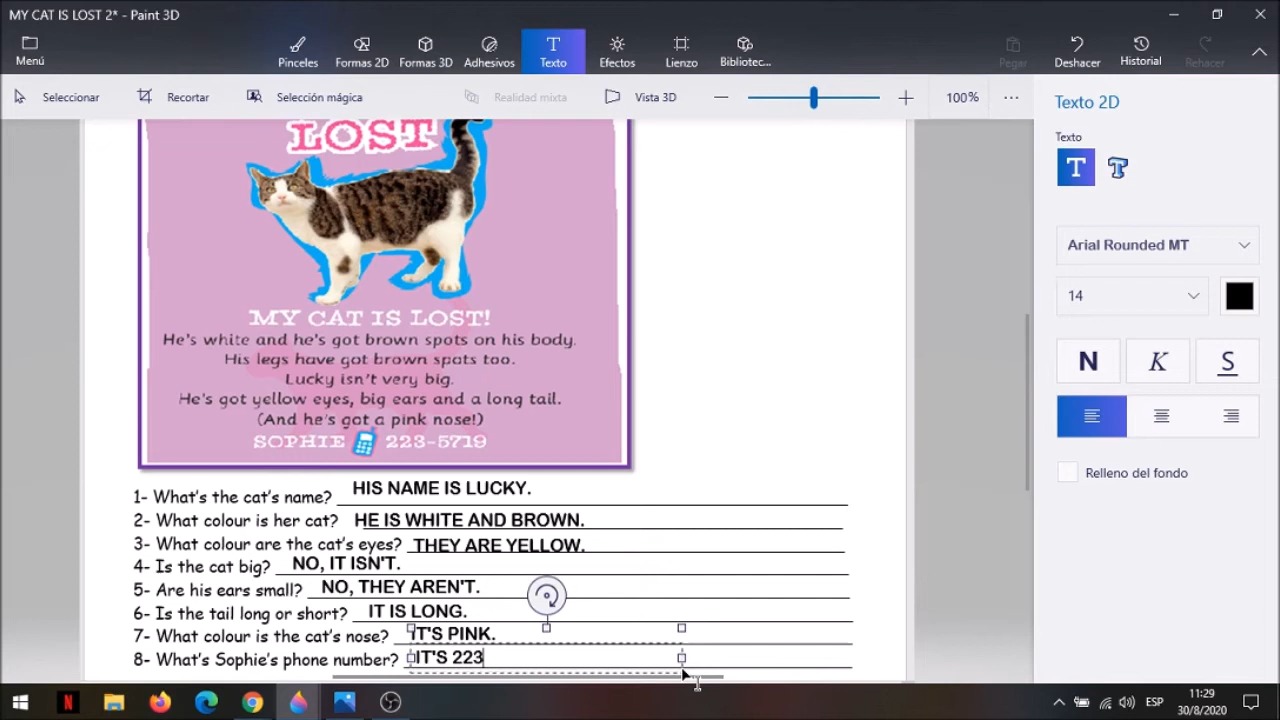 MY CAT IS LOST 2* - Paint 3D
Menú
Pinceles
Formas 2D
Formas 3D
Adhesivos
Texto
Efectos
Lienzo
Bibliotec...
Pegar
Deshacer
Historial
Rehacer
Seleccionar
Recortar
Selección mágica
Realidad mixta
Vista 3D
100%
Texto 2D
Texto
Arial Rounded MT
14
N
K
S
Relleno del fondo
LOST
MY CAT IS LOST!
He's white and he's got brown spots on his body.
His legs have got brown spots too.
Lucky isn't very big.
He's got yellow eyes, big ears and a long tail.
(And he's got a pink nose!)
SOPHIE 223-5719
1- What's the cat's name? HIS NAME IS LUCKY.
2- What colour is her cat? HE IS WHITE AND BROWN.
3- What colour are the cat's eyes? THEY ARE YELLOW.
4- Is the cat big? NO, IT ISN'T.
5- Are his ears small? NO, THEY AREN'T.
6- Is the tail long or short? IT IS LONG.
7- What colour is the cat's nose? IT'S PINK.
8- What's Sophie's phone number? IT'S 223
ESP
11:29
30/8/2020